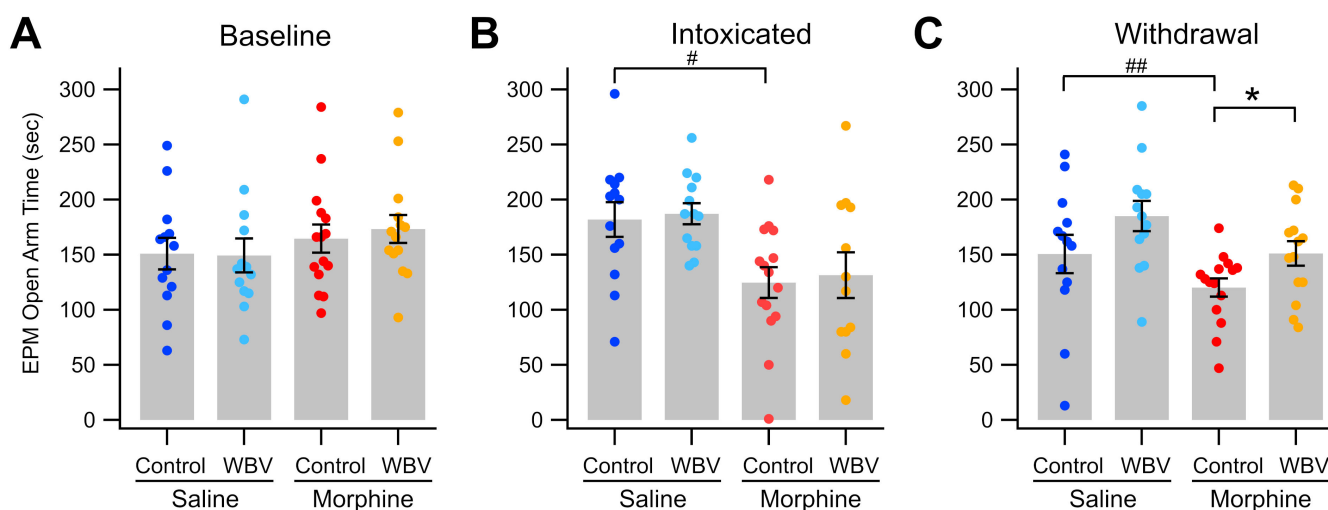 A Baseline
EPM Open Arm Time (sec)
300
250
200
150
100
50
0
Control WBV Control WBV
Saline Morphine
B Intoxicated
#
300
250
200
150
100
50
0
Control WBV Control WBV
Saline Morphine
C Withdrawal
##
*
300
250
200
150
100
50
0
Control WBV Control WBV
Saline Morphine